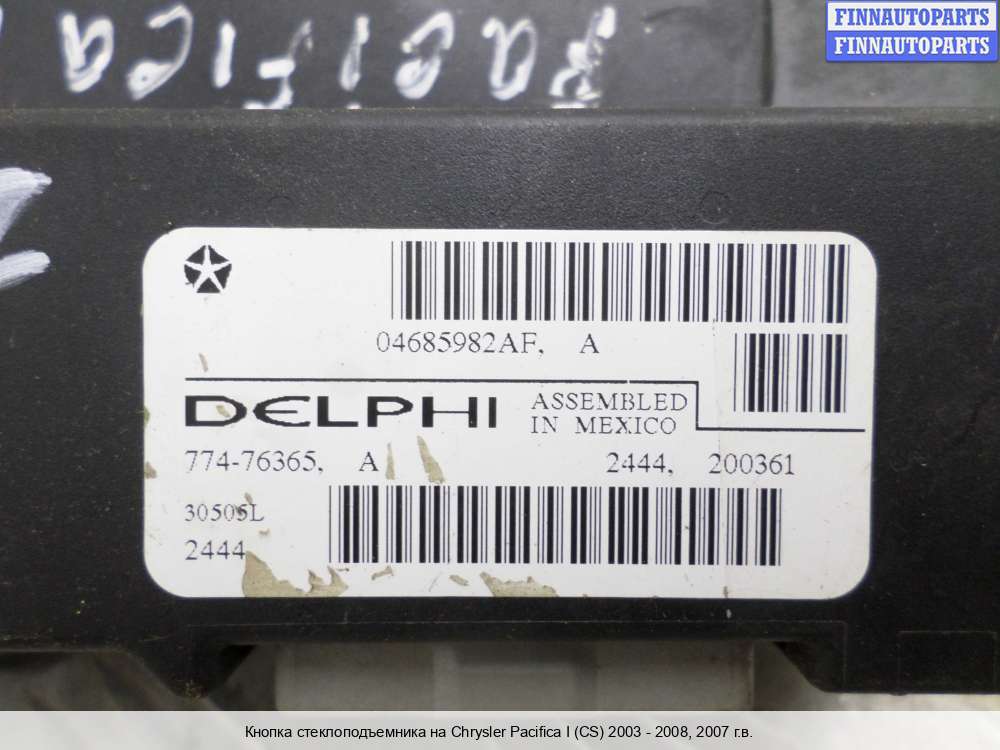 FINNAUTOPARTS
FINNAUTOPARTS
PACIFICA
04685982AF, A
DELPHI
ASSEMBLED
IN MEXICO
774-76365, A 2444, 200361
30505L
2444
Кнопка стеклоподъемника на Chrysler Pacifica I (CS) 2003 - 2008, 2007 г.в.